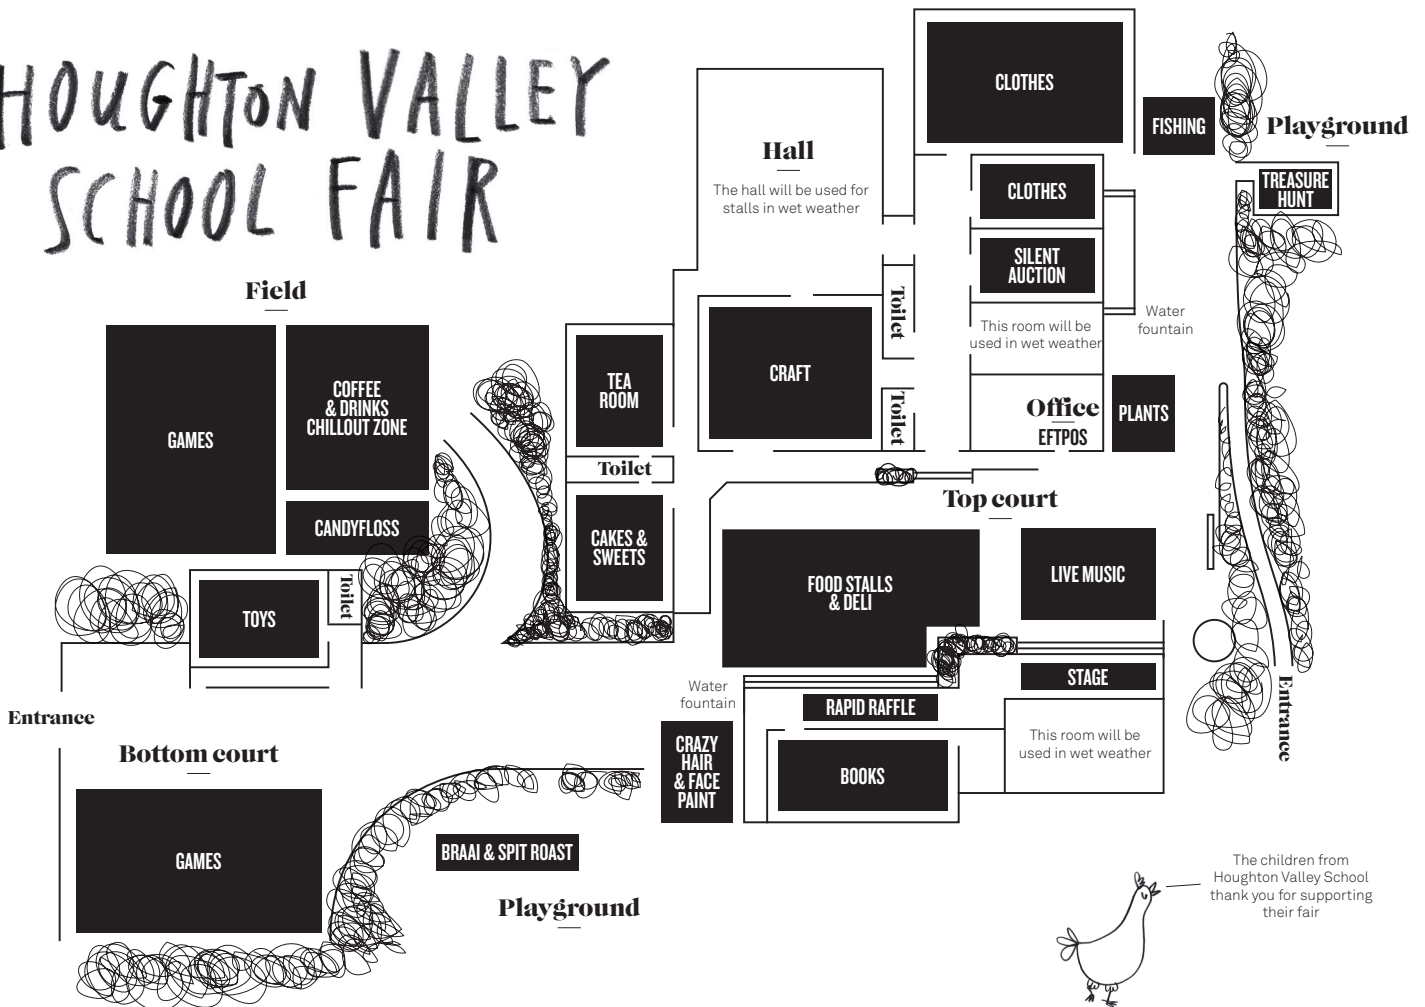 HOUGHTON VALLEY
SCHOOL FAIR
CLOTHES
FISHING
Playground
Hall
The hall will be used for
stalls in wet weather
CLOTHES
TREASURE
HUNT
SILENT
AUCTION
Field
Toilet
Water
fountain
This room will be
used in wet weather
GAMES
COFFEE
& DRINKS
CHILLOUT ZONE
TEA
ROOM
CRAFT
Toilet
Office
EFTPOS
PLANTS
Toilet
CANDYFLOSS
CAKES &
SWEETS
Top court
FOOD STALLS
& DELI
LIVE MUSIC
TOYS
Toilet
STAGE
Water
fountain
RAPID RAFFLE
Entrance
Entrance
Bottom court
CRAZY
HAIR
& FACE
PAINT
BOOKS
This room will be
used in wet weather
GAMES
BRAAI & SPIT ROAST
Playground
The children from
Houghton Valley School
thank you for supporting
their fair